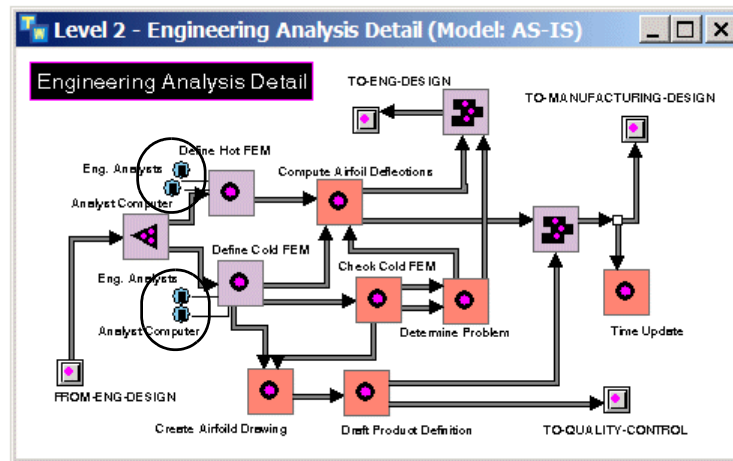 Tw Level 2 - Engineering Analysis Detail (Model: AS-IS)
Engineering Analysis Detail
TO-ENG-DESIGN
TO-MANUFACTURING-DESIGN
Define Hot FEM
Eng. Analysts
Compute Airfoil Deflections
Analyst Computer
Define Cold FEM
Check Cold FEM
Eng. Analysts
Analyst Computer
Determine Problem
Time Update
FROM-ENG-DESIGN
Create Airfoild Drawing
Draft Product Definition
TO-QUALITY-CONTROL